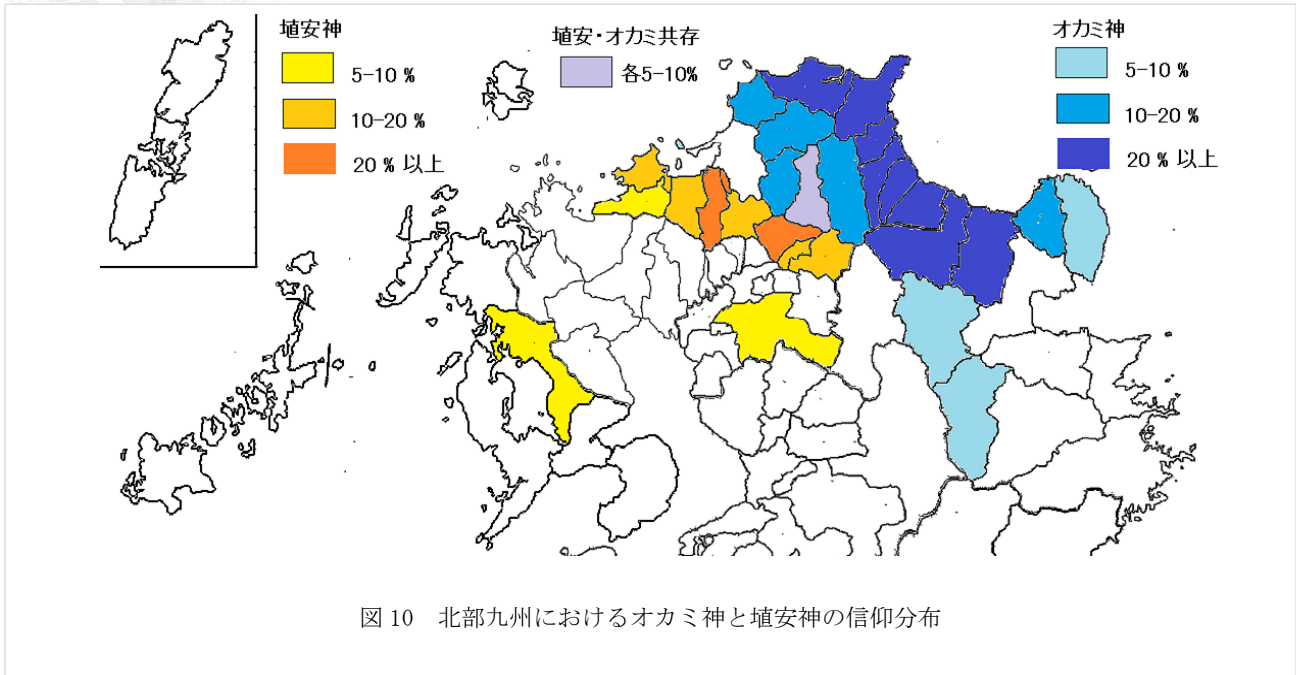 埴安神
5-10 %
10-20 %
20 % 以上
埴安・オカミ共存
各5-10%
オカミ神
5-10 %
10-20 %
20 % 以上
図 10　北部九州におけるオカミ神と埴安神の信仰分布